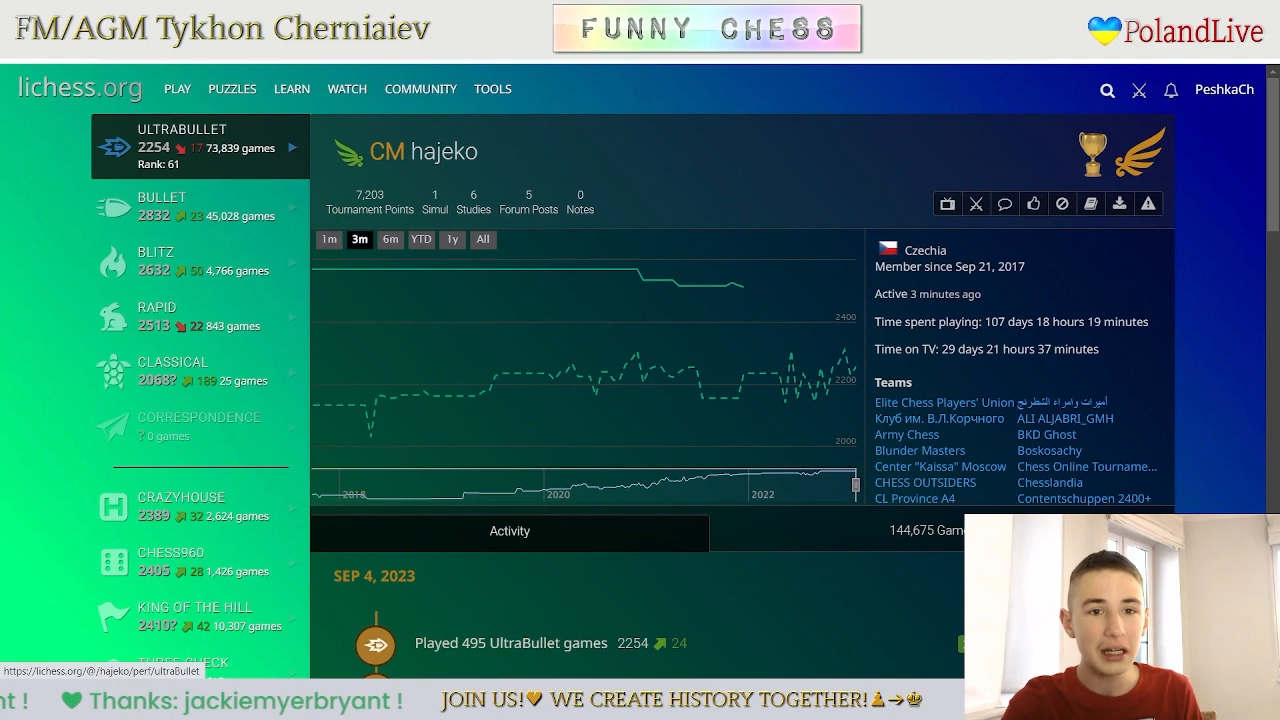 FM/AGM Tykhon Cherniaiev
FUNNY CHESS
PolandLive
lichess.org PLAY PUZZLES LEARN WATCH COMMUNITY TOOLS PeshkaCh
ULTRABULLET
2254 17 73,839 games
Rank: 61
BULLET
2832 23 45,028 games
BLITZ
2632 50 4,766 games
RAPID
2513 22 843 games
CLASSICAL
2068? 189 25 games
CORRESPONDENCE
? 0 games
CRAZYHOUSE
2389 32 2,624 games
CHESS960
2405 28 1,426 games
KING OF THE HILL
2410? 42 10,307 games
THREE-CHECK
CM hajeko
7,203 1 6 5 0
Tournament Points Simul Studies Forum Posts Notes
1m 3m 6m YTD 1y All
2400
2200
2000
2018 2020 2022
Czechia
Member since Sep 21, 2017
Active 3 minutes ago
Time spent playing: 107 days 18 hours 19 minutes
Time on TV: 29 days 21 hours 37 minutes
Teams
Elite Chess Players' Union أميرات وامراء الشطرنج
Клуб им. В.Л.Корчного ALI ALJABRI_GMH
Army Chess BKD Ghost
Blunder Masters Boskosachy
Center "Kaissa" Moscow Chess Online Tourname...
CHESS OUTSIDERS Chesslandia
CL Province A4 Contentschuppen 2400+
Activity 144,675 Gam
SEP 4, 2023
Played 495 UltraBullet games 2254 24
https://lichess.org/@/hajeko/perf/ultraBullet
nt ! Thanks: jackiemyerbryant !
JOIN US!🧡 WE CREATE HISTORY TOGETHER!♟→♚